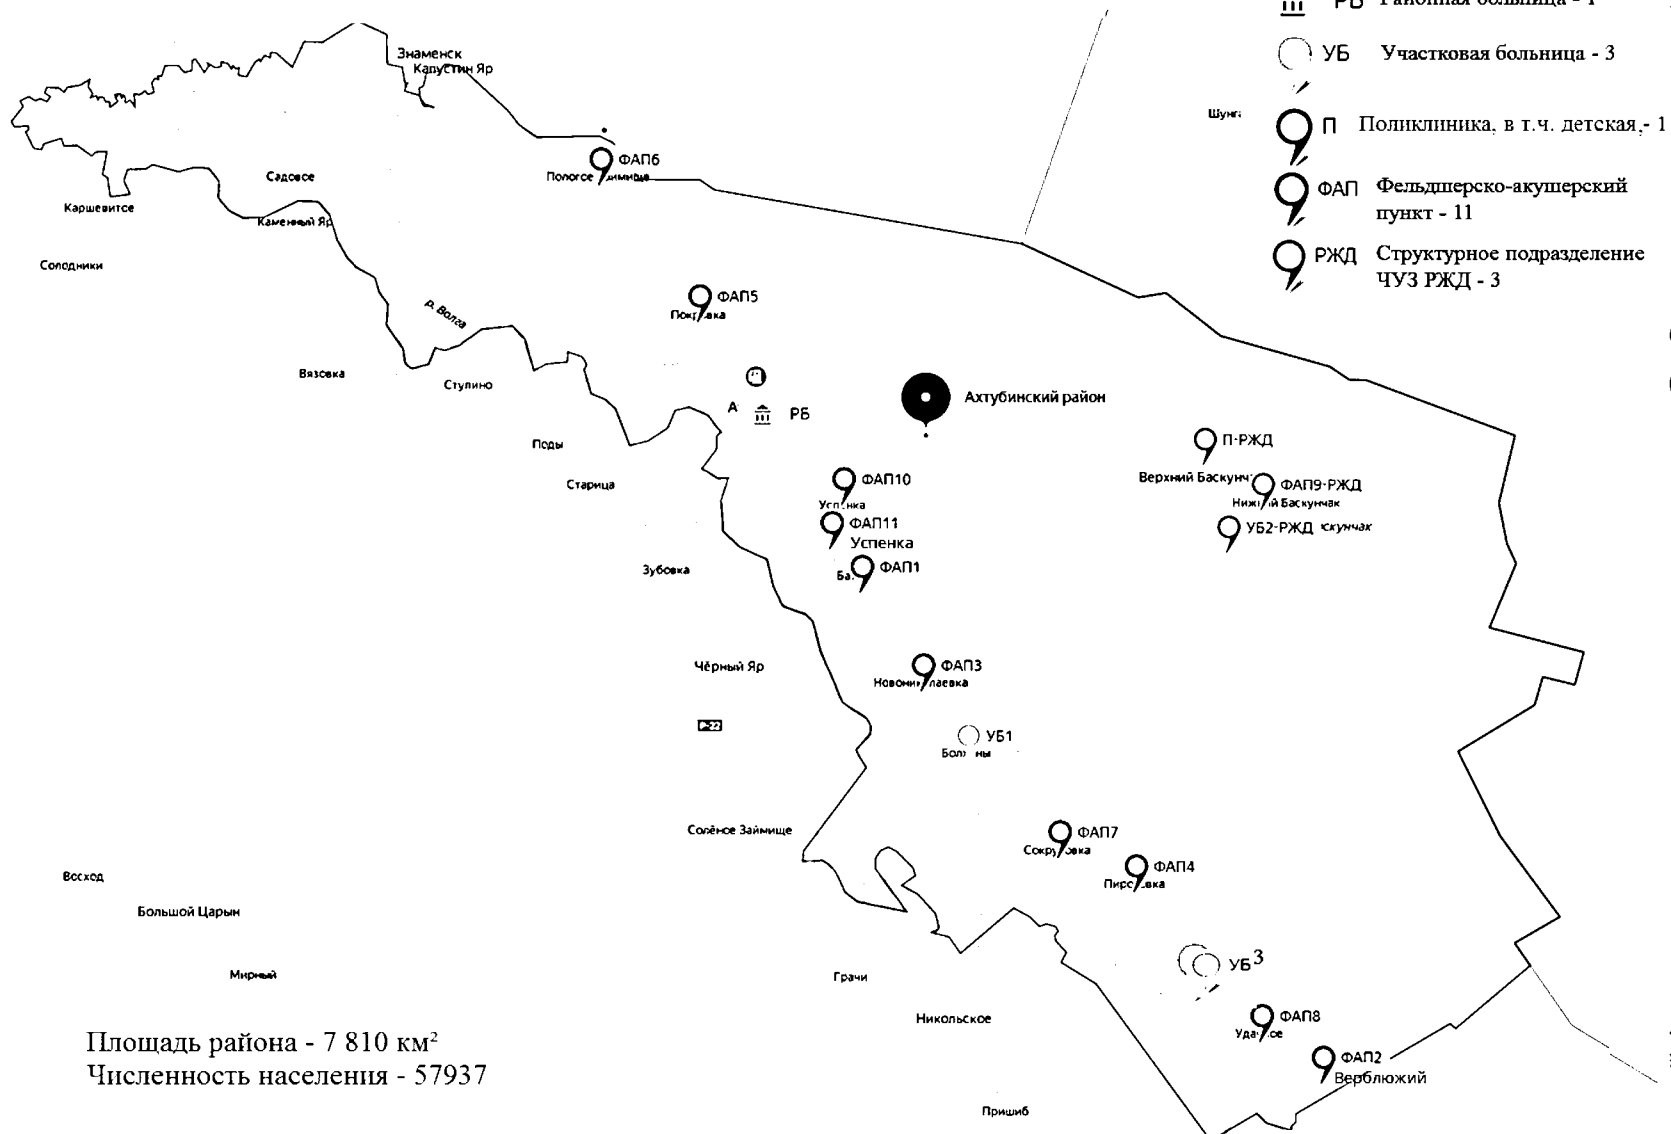 РБ Районная больница - 1
УБ Участковая больница - 3
П Поликлиника, в т.ч. детская,- 1
ФАП Фельдшерско-акушерский
пункт - 11
РЖД Структурное подразделение
ЧУЗ РЖД - 3
Знаменск
Капустин Яр
ФАП6
Садовое
Каршевитое
Каменный Яр
Солодники
р. Волга
ФАП5
Вязовка
Ступино
РБ
Ахтубинский район
Поды
Старица
П-РЖД
Верхний
ФАП10
ФАП9-РЖД
Баскунчак
ФАП11
Успенка
УБ2-РЖД
Зубовка
ФАП1
Чёрный Яр
ФАП3
Р-22
УБ1
Солёное Займище
ФАП7
ФАП4
Восход
Большой Царын
Мирный
Грачи
УБ3
Никольское
ФАП8
ФАП2
Верблюжий
Пришиб
Площадь района - 7 810 км²
Численность населения - 57937